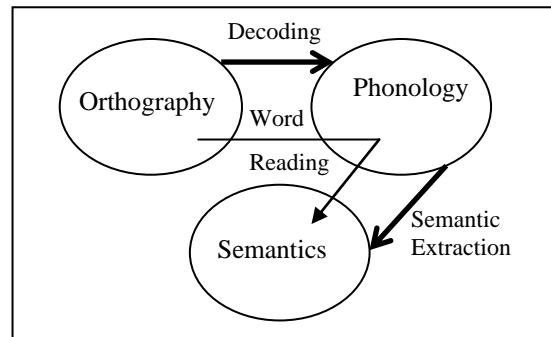 Decoding
Orthography
Phonology
Word
Reading
Semantics
Semantic
Extraction